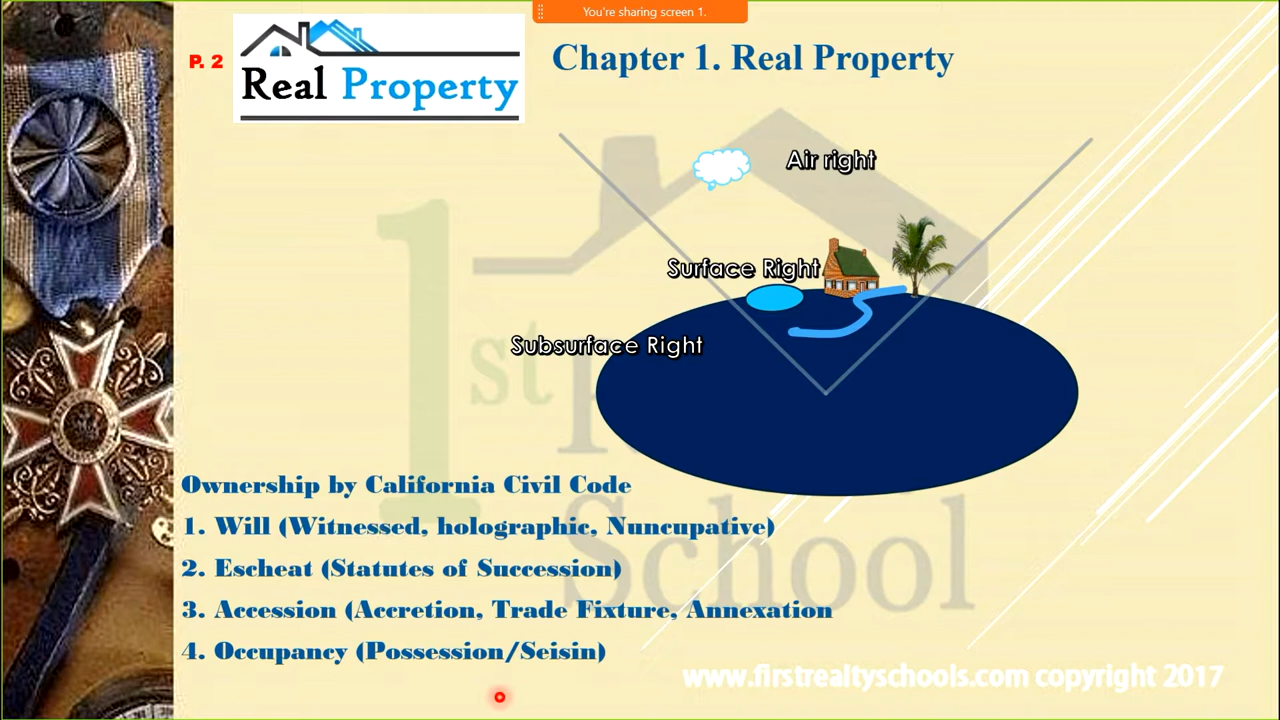 You're sharing screen 1.
P. 2
Real Property
Chapter 1. Real Property
Air right
Surface Right
Subsurface Right
1st
School
Ownership by California Civil Code
1. Will (Witnessed, holographic, Nuncupative)
2. Escheat (Statutes of Succession)
3. Accession (Accretion, Trade Fixture, Annexation
4. Occupancy (Possession/Seisin)
www.firstrealtyschools.com copyright 2017